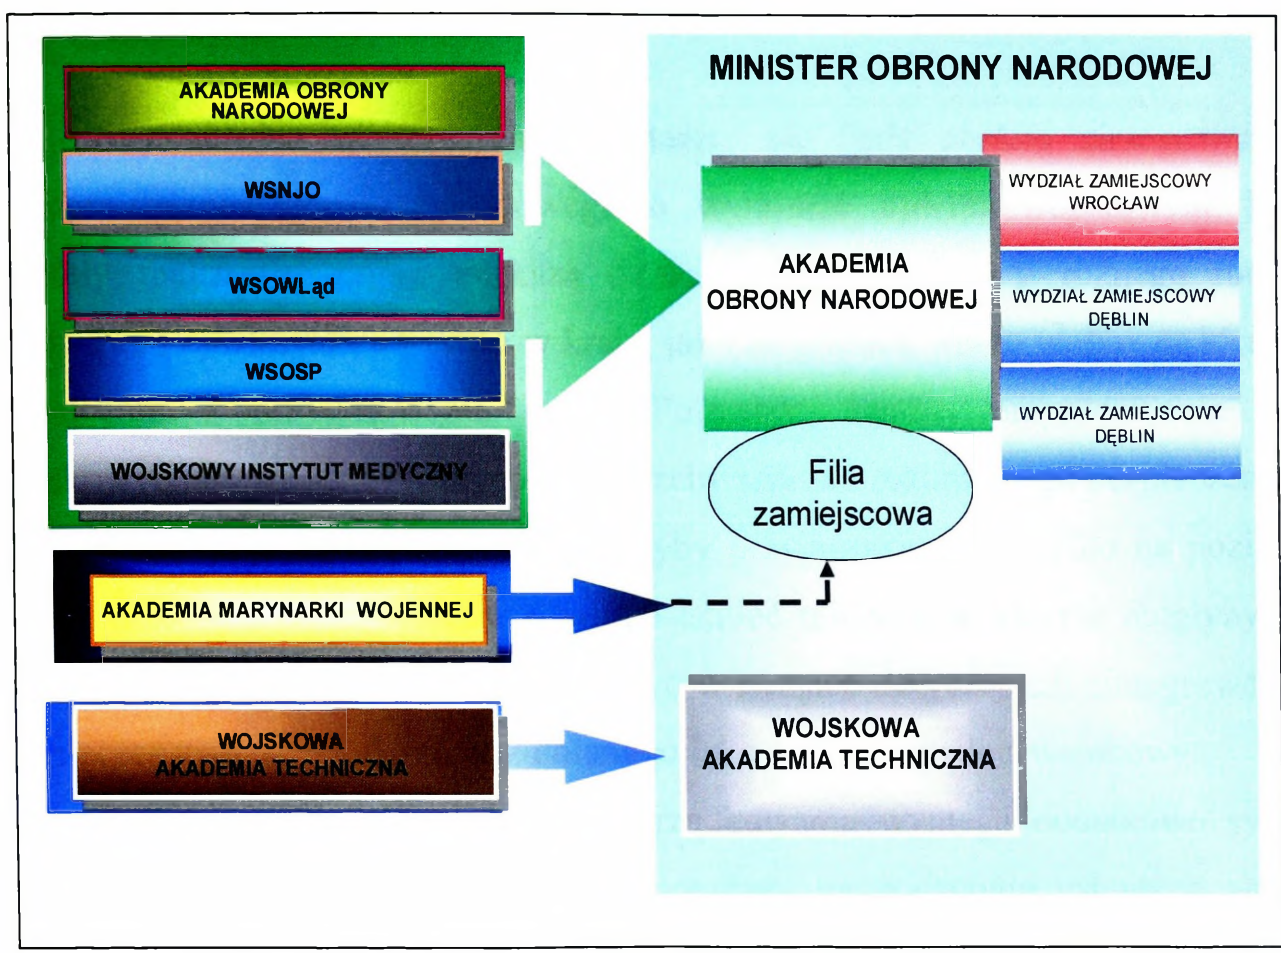 AKADEMIA OBRONY
NARODOWEJ
WSNJO
WSOWLąd
WSOSP
WOJSKOWY INSTYTUT MEDYCZNY
AKADEMIA MARYNARKI WOJENNEJ
WOJSKOWA
AKADEMIA TECHNICZNA
MINISTER OBRONY NARODOWEJ
AKADEMIA
OBRONY NARODOWEJ
WYDZIAŁ ZAMIEJSCOWY
WROCŁAW
WYDZIAŁ ZAMIEJSCOWY
DĘBLIN
WYDZIAŁ ZAMIEJSCOWY
DĘBLIN
Filia
zamiejscowa
WOJSKOWA
AKADEMIA TECHNICZNA